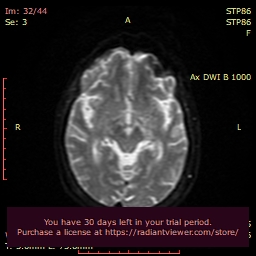 Im: 32/44
Se: 3
A
STP86
STP86
F
Ax DWI B 1000
R
L
You have 30 days left in your trial period.
Purchase a license at https://radiantviewer.com/store/